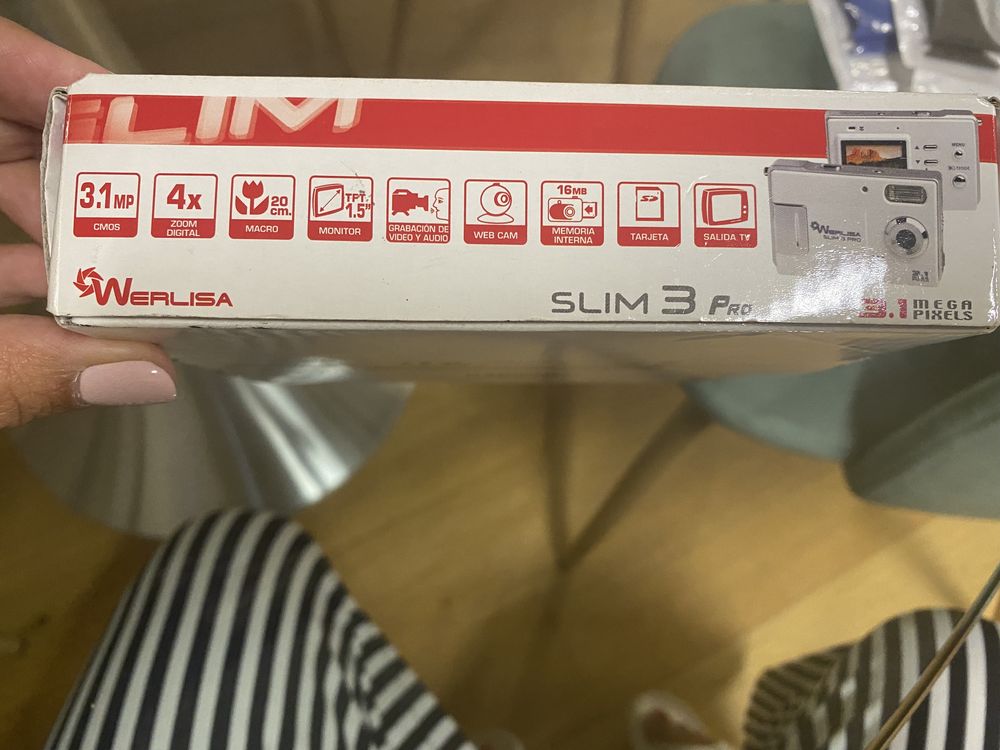 SLIM
3.1MP
CMOS
4x
ZOOM
DIGITAL
20
cm.
MACRO
TFT
1.5"
MONITOR
GRABACIÓN DE
VIDEO Y AUDIO
WEB CAM
16MB
MEMORIA
INTERNA
SD
TARJETA
SALIDA TV
MENU
WERLISA
SLIM 3 PRO
WERLISA
SLIM 3 PRO
3.1 MEGA
PIXELS